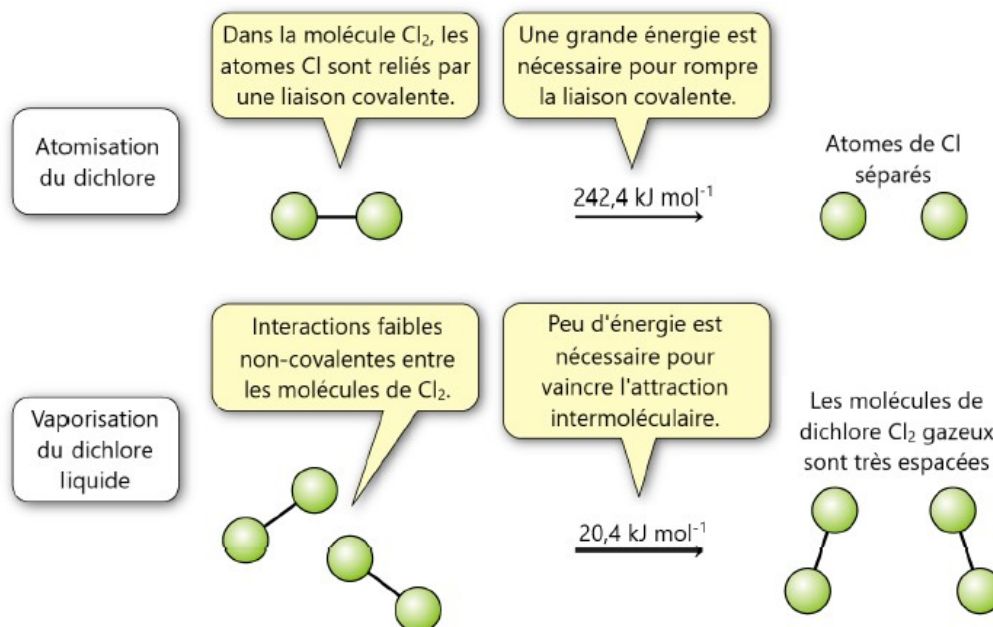 Dans la molécule Cl₂, les
atomes Cl sont reliés par
une liaison covalente.
Une grande énergie est
nécessaire pour rompre
la liaison covalente.
Atomisation
du dichlore
242,4 kJ mol⁻¹
Atomes de Cl
séparés
Interactions faibles
non-covalentes entre
les molécules de Cl₂.
Peu d'énergie est
nécessaire pour
vaincre l'attraction
intermoléculaire.
Vaporisation
du dichlore
liquide
20,4 kJ mol⁻¹
Les molécules de
dichlore Cl₂ gazeux
sont très espacées